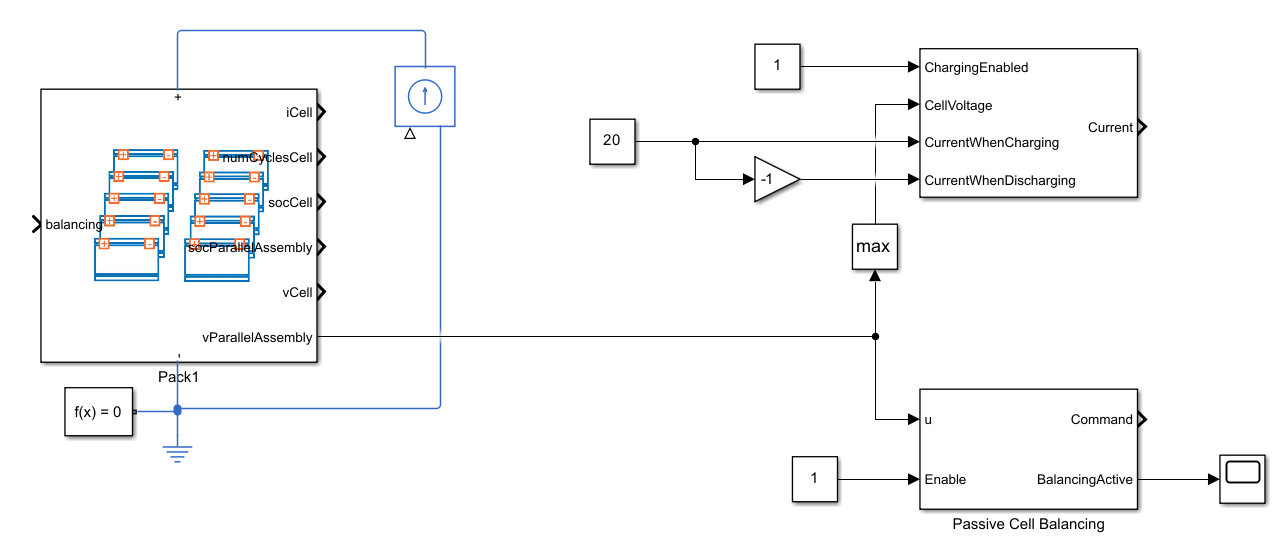 +
iCell
numCyclesCell
socCell
balancing
socParallelAssembly
vCell
vParallelAssembly
-
Pack1
f(x) = 0
1
20
-1
ChargingEnabled
CellVoltage
CurrentWhenCharging
CurrentWhenDischarging
Current
max
u
Enable
Command
BalancingActive
1
Passive Cell Balancing